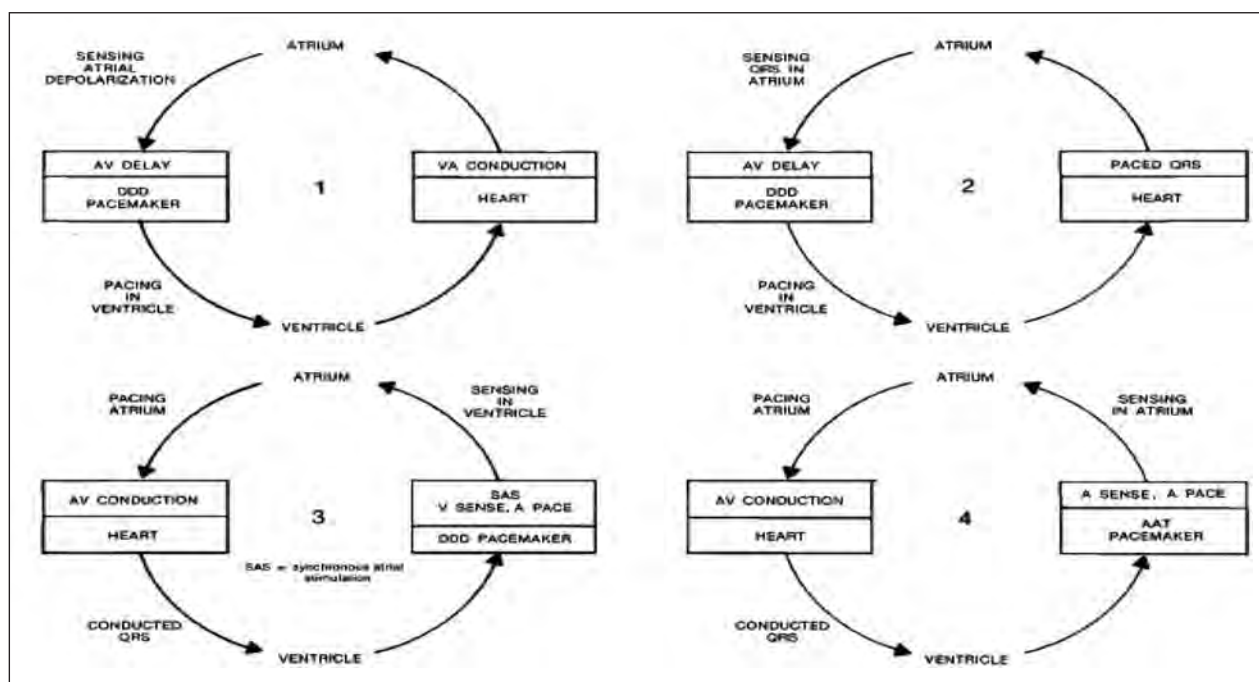 ATRIUM
SENSING
ATRIAL
DEPOLARIZATION
AV DELAY
DDD
PACEMAKER
1
VA CONDUCTION
HEART
PACING
IN
VENTRICLE
VENTRICLE
ATRIUM
SENSING
QRS IN
ATRIUM
AV DELAY
DDD
PACEMAKER
2
PACED QRS
HEART
PACING
IN
VENTRICLE
VENTRICLE
ATRIUM
PACING
ATRIUM
SENSING
IN
VENTRICLE
AV CONDUCTION
HEART
3
SAS
V SENSE, A PACE
DDD PACEMAKER
SAS = synchronous atrial
stimulation
CONDUCTED
QRS
VENTRICLE
ATRIUM
PACING
ATRIUM
SENSING
IN ATRIUM
AV CONDUCTION
HEART
4
A SENSE, A PACE
AAT
PACEMAKER
CONDUCTED
QRS
VENTRICLE